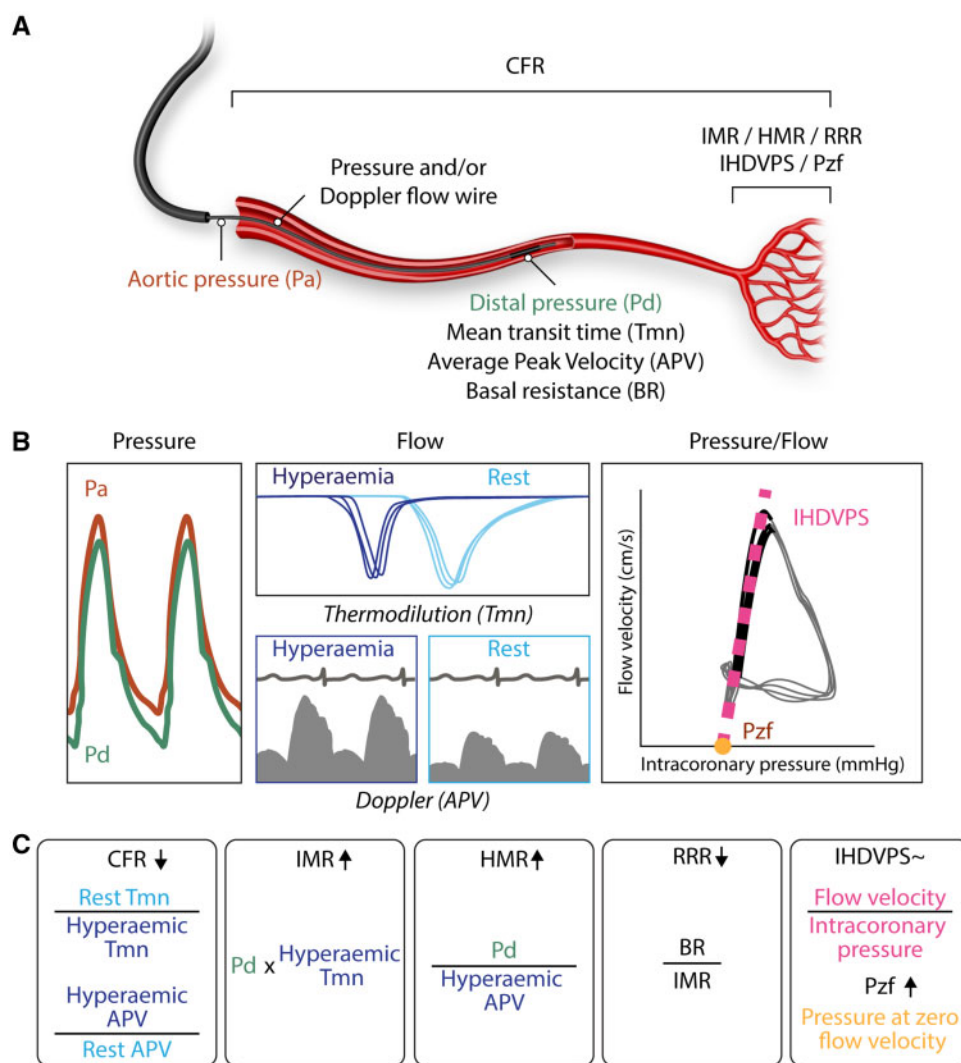 A
CFR
IMR / HMR / RRR
IHDVPS / Pzf
Pressure and/or
Doppler flow wire
Aortic pressure (Pa)
Distal pressure (Pd)
Mean transit time (Tmn)
Average Peak Velocity (APV)
Basal resistance (BR)
B
Pressure
Flow
Pressure/Flow
Pa
Pd
Hyperaemia
Rest
Thermodilution (Tmn)
Hyperaemia
Rest
Doppler (APV)
Flow velocity (cm/s)
IHDVPS
Pzf
Intracoronary pressure (mmHg)
C
CFR ↓
Rest Tmn
Hyperaemic
Tmn
Hyperaemic
APV
Rest APV
IMR ↑
Pd x Hyperaemic
Tmn
HMR ↑
Pd
Hyperaemic
APV
RRR ↓
BR
IMR
IHDVPS~
Flow velocity
Intracoronary
pressure
Pzf ↑
Pressure at zero
flow velocity